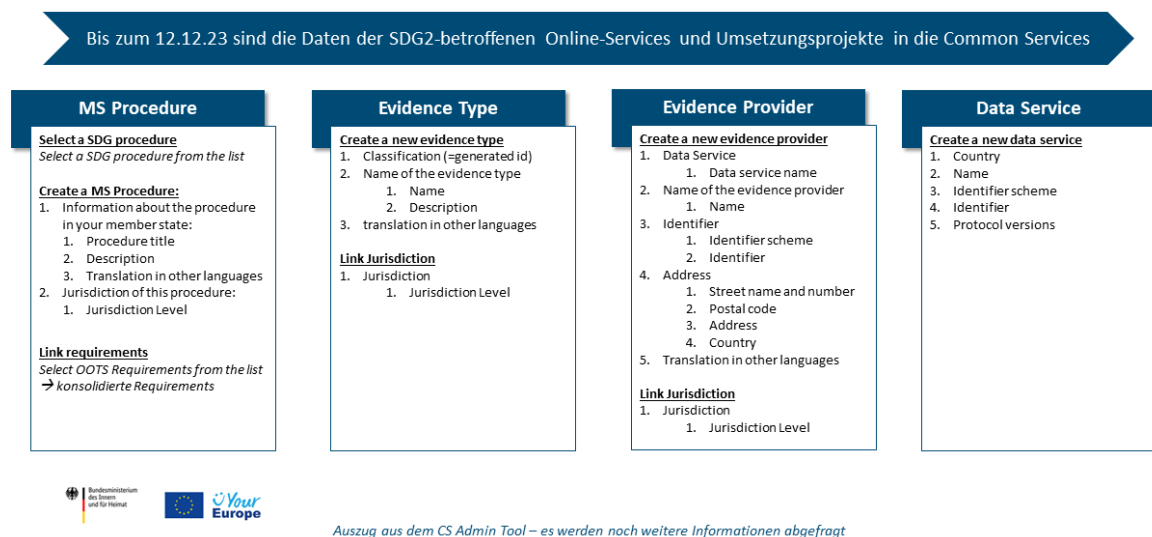 Bis zum 12.12.23 sind die Daten der SDG2-betroffenen Online-Services und Umsetzungsprojekte in die Common Services
MS Procedure
Select a SDG procedure
Select a SDG procedure from the list
Create a MS Procedure:
1. Information about the procedure
in your member state:
1. Procedure title
2. Description
3. Translation in other languages
2. Jurisdiction of this procedure:
1. Jurisdiction Level
Link requirements
Select OOTS Requirements from the list
→ konsolidierte Requirements
Evidence Type
Create a new evidence type
1. Classification (=generated id)
2. Name of the evidence type
1. Name
2. Description
3. translation in other languages
Link Jurisdiction
1. Jurisdiction
1. Jurisdiction Level
Evidence Provider
Create a new evidence provider
1. Data Service
1. Data service name
2. Name of the evidence provider
1. Name
3. Identifier
1. Identifier scheme
2. Identifier
4. Address
1. Street name and number
2. Postal code
3. Address
4. Country
5. Translation in other languages
Link Jurisdiction
1. Jurisdiction
1. Jurisdiction Level
Data Service
Create a new data service
1. Country
2. Name
3. Identifier scheme
4. Identifier
5. Protocol versions
Bundesministerium
des Innern
und für Heimat
Your
Europe
Auszug aus dem CS Admin Tool – es werden noch weitere Informationen abgefragt